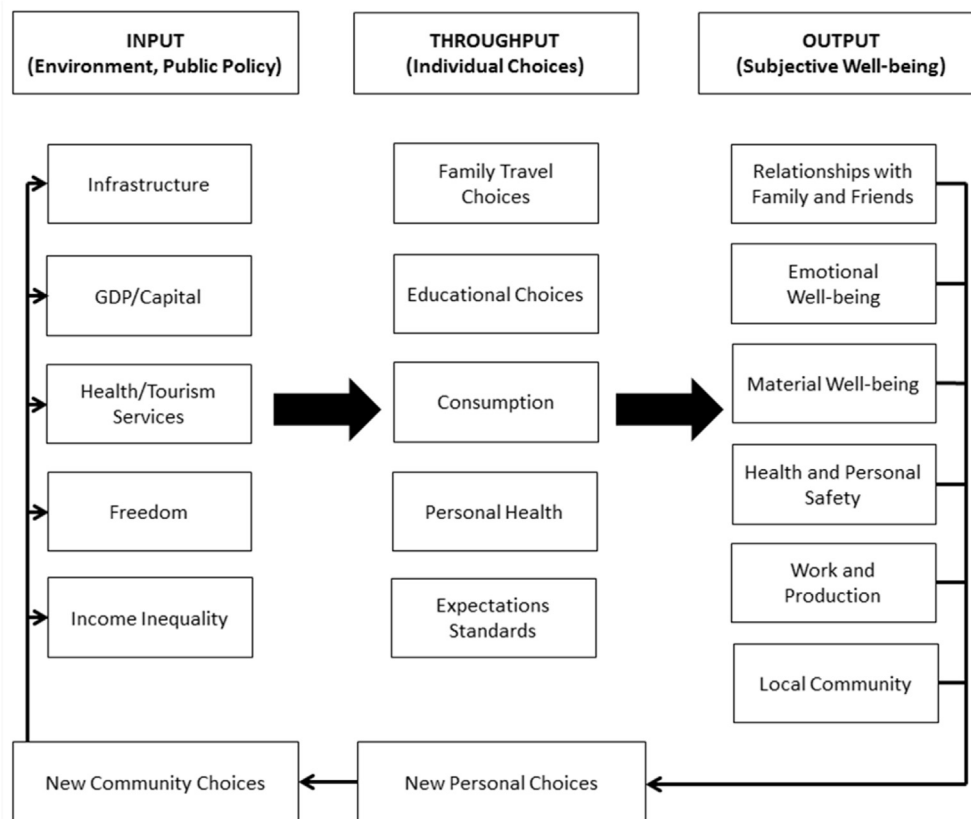 INPUT
(Environment, Public Policy)
THROUGHPUT
(Individual Choices)
OUTPUT
(Subjective Well-being)
Infrastructure
GDP/Capital
Health/Tourism
Services
Freedom
Income Inequality
Family Travel
Choices
Educational Choices
Consumption
Personal Health
Expectations
Standards
Relationships with
Family and Friends
Emotional
Well-being
Material Well-being
Health and Personal
Safety
Work and
Production
Local Community
New Community Choices
New Personal Choices